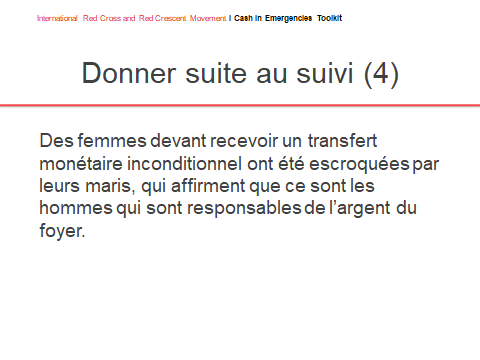 International Red Cross and Red Crescent Movement I Cash in Emergencies Toolkit
Donner suite au suivi (4)
Des femmes devant recevoir un transfert
monétaire inconditionnel ont été escroquées par
leurs maris, qui affirment que ce sont les
hommes qui sont responsables de l’argent du
foyer.